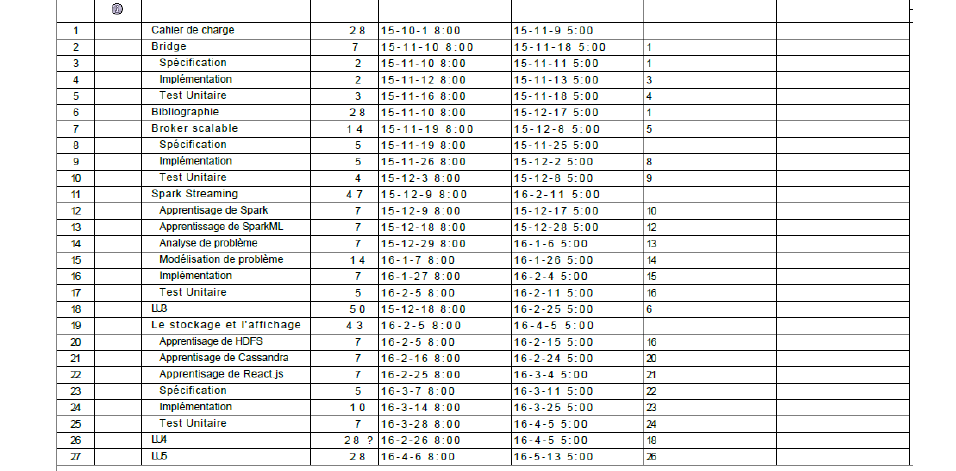 1 Cahier de charge 28 15-10-1 8:00 15-11-9 5:00
2 Bridge 7 15-11-10 8:00 15-11-18 5:00 1
3 Spécification 2 15-11-10 8:00 15-11-11 5:00 1
4 Implémentation 2 15-11-12 8:00 15-11-13 5:00 3
5 Test Unitaire 3 15-11-16 8:00 15-11-18 5:00 4
6 Bibliographie 28 15-11-10 8:00 15-12-17 5:00 1
7 Broker scalable 14 15-11-19 8:00 15-12-8 5:00 5
8 Spécification 5 15-11-19 8:00 15-11-25 5:00
9 Implémentation 5 15-11-26 8:00 15-12-2 5:00 8
10 Test Unitaire 4 15-12-3 8:00 15-12-8 5:00 9
11 Spark Streaming 47 15-12-9 8:00 16-2-11 5:00
12 Apprentisage de Spark 7 15-12-9 8:00 15-12-17 5:00 10
13 Apprentissage de SparkML 7 15-12-18 8:00 15-12-28 5:00 12
14 Analyse de problème 7 15-12-29 8:00 16-1-6 5:00 13
15 Modélisation de problème 14 16-1-7 8:00 16-1-26 5:00 14
16 Implémentation 7 16-1-27 8:00 16-2-4 5:00 15
17 Test Unitaire 5 16-2-5 8:00 16-2-11 5:00 16
18 LU3 50 15-12-18 8:00 16-2-25 5:00 6
19 Le stockage et l'affichage 43 16-2-5 8:00 16-4-5 5:00
20 Apprentisage de HDFS 7 16-2-5 8:00 16-2-15 5:00 16
21 Apprentisage de Cassandra 7 16-2-16 8:00 16-2-24 5:00 20
22 Apprentisage de React.js 7 16-2-25 8:00 16-3-4 5:00 21
23 Spécification 5 16-3-7 8:00 16-3-11 5:00 22
24 Implémentation 10 16-3-14 8:00 16-3-25 5:00 23
25 Test Unitaire 7 16-3-28 8:00 16-4-5 5:00 24
26 LU4 28 ? 16-2-26 8:00 16-4-5 5:00 18
27 LU5 28 16-4-6 8:00 16-5-13 5:00 26